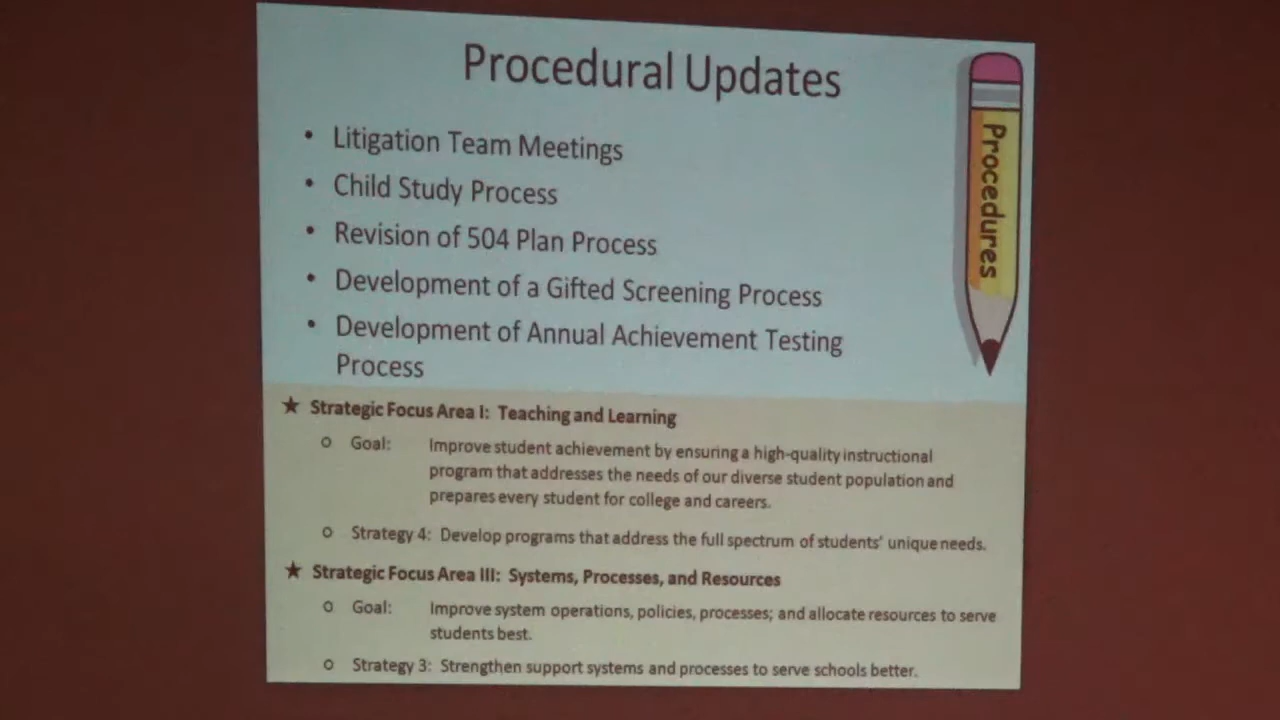 Procedural Updates
• Litigation Team Meetings
• Child Study Process
• Revision of 504 Plan Process
• Development of a Gifted Screening Process
• Development of Annual Achievement Testing
Process
Procedures
★ Strategic Focus Area I: Teaching and Learning
o Goal: Improve student achievement by ensuring a high-quality instructional
program that addresses the needs of our diverse student population and
prepares every student for college and careers.
o Strategy 4: Develop programs that address the full spectrum of students' unique needs.
★ Strategic Focus Area III: Systems, Processes, and Resources
o Goal: Improve system operations, policies, processes; and allocate resources to serve
students best.
o Strategy 3: Strengthen support systems and processes to serve schools better.